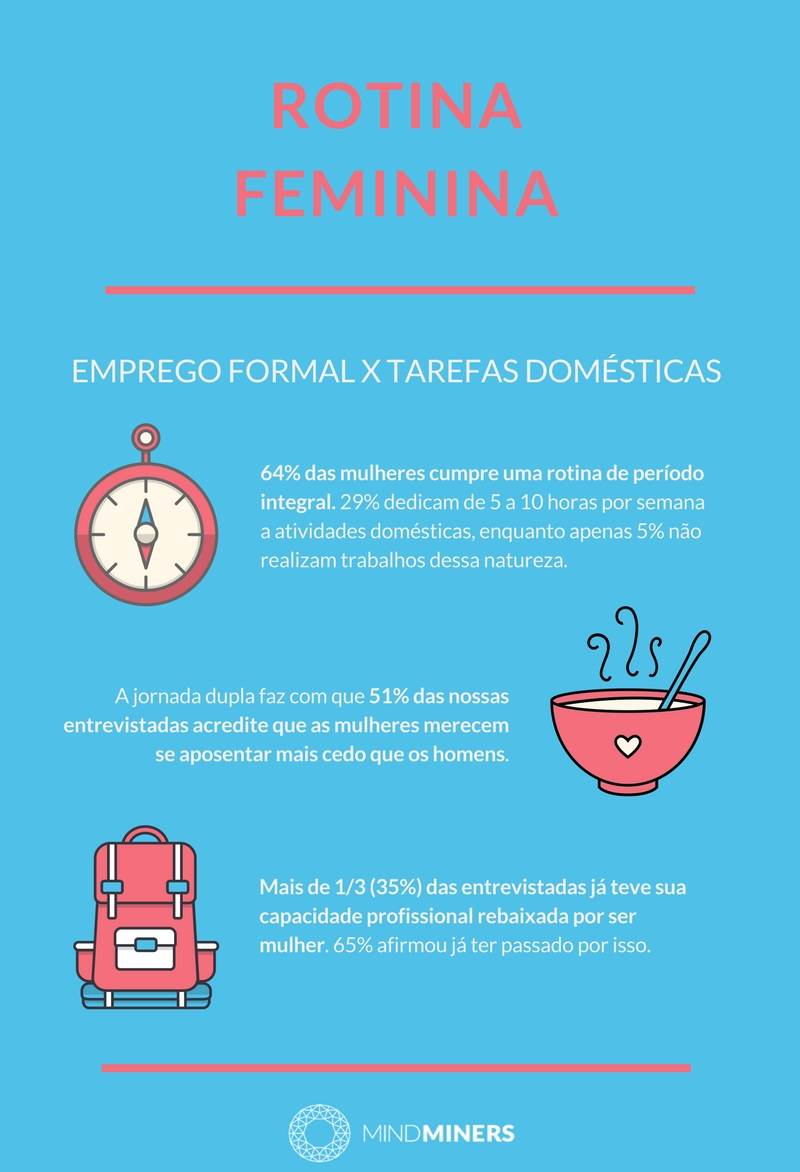 ROTINA
FEMININA
EMPREGO FORMAL X TAREFAS DOMÉSTICAS
64% das mulheres cumpre uma rotina de período
integral. 29% dedicam de 5 a 10 horas por semana
a atividades domésticas, enquanto apenas 5% não
realizam trabalhos dessa natureza.
A jornada dupla faz com que 51% das nossas
entrevistadas acredite que as mulheres merecem
se aposentar mais cedo que os homens.
Mais de 1/3 (35%) das entrevistadas já teve sua
capacidade profissional rebaixada por ser
mulher. 65% afirmou já ter passado por isso.
MINDMINERS